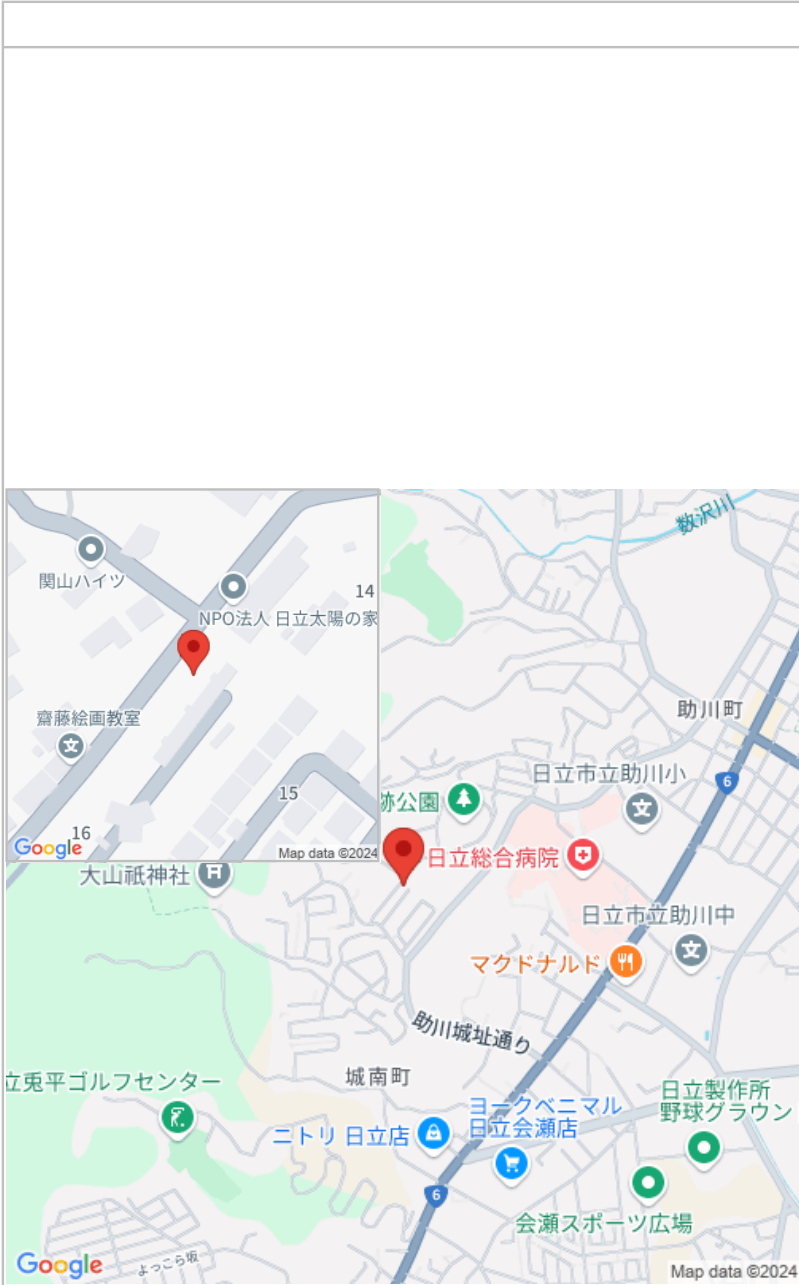 関山ハイツ
14
NPO法人 日立太陽の家
齋藤絵画教室
15
16
Google
Map data ©2024
数沢川
助川町
日立市立助川小
6
跡公園
日立総合病院
大山祇神社
日立市立助川中
マクドナルド
助川城址通り
城南町
立兎平ゴルフセンター
日立製作所
野球グラウン
ヨークベニマル
日立会瀬店
ニトリ 日立店
6
会瀬スポーツ広場
よっこら坂
Google
Map data ©2024